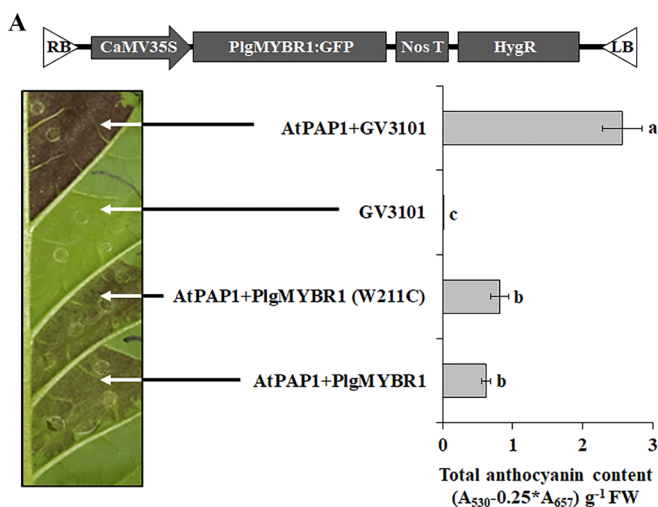 A
RB CaMV35S PlgMYBR1:GFP Nos T HygR LB
AtPAP1+GV3101
a
GV3101
c
AtPAP1+PlgMYBR1 (W211C)
b
AtPAP1+PlgMYBR1
b
0 1 2 3
Total anthocyanin content
(A530-0.25*A657) g-1 FW